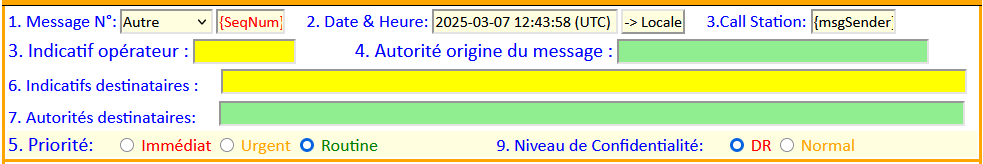 1. Message N°: Autre {SeqNum} 2. Date & Heure: 2025-03-07 12:43:58 (UTC) -> Locale 3.Call Station: {msgSender}
3. Indicatif opérateur : 4. Autorité origine du message :
6. Indicatifs destinataires :
7. Autorités destinataires:
5. Priorité: Immédiat Urgent Routine 9. Niveau de Confidentialité: DR Normal